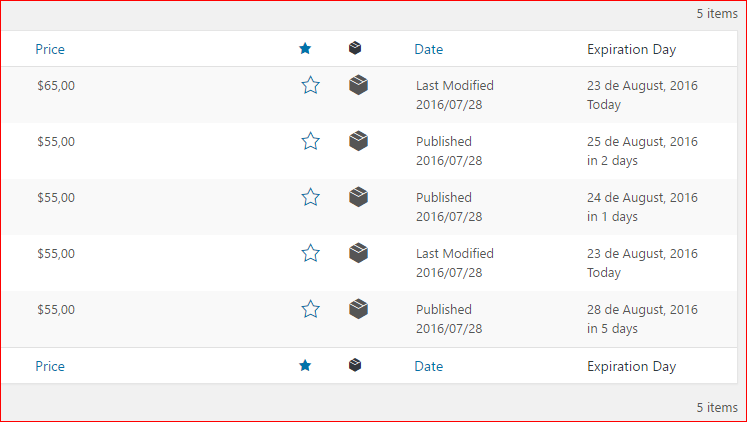 5 items
Price Date Expiration Day
$65,00 Last Modified 23 de August, 2016
2016/07/28 Today
$55,00 Published 25 de August, 2016
2016/07/28 in 2 days
$55,00 Published 24 de August, 2016
2016/07/28 in 1 days
$55,00 Last Modified 23 de August, 2016
2016/07/28 Today
$55,00 Published 28 de August, 2016
2016/07/28 in 5 days
Price Date Expiration Day
5 items